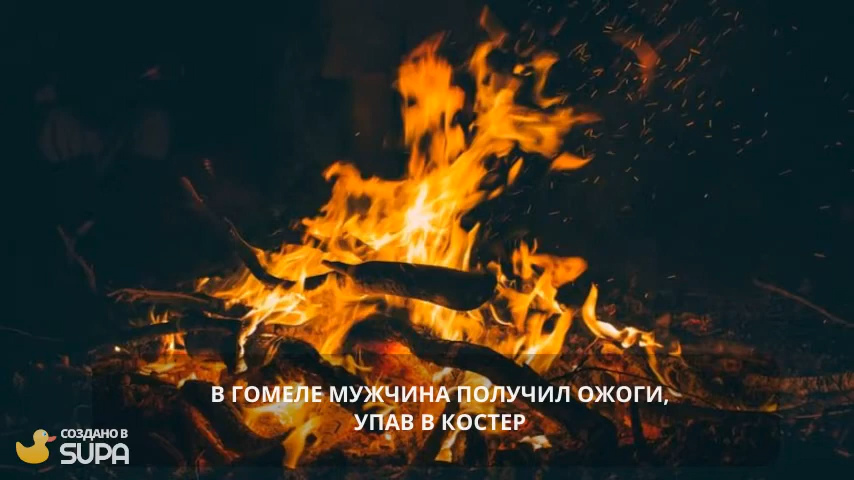 В ГОМЕЛЕ МУЖЧИНА ПОЛУЧИЛ ОЖОГИ,
УПАВ В КОСТЕР
СОЗДАНО В
SUPA